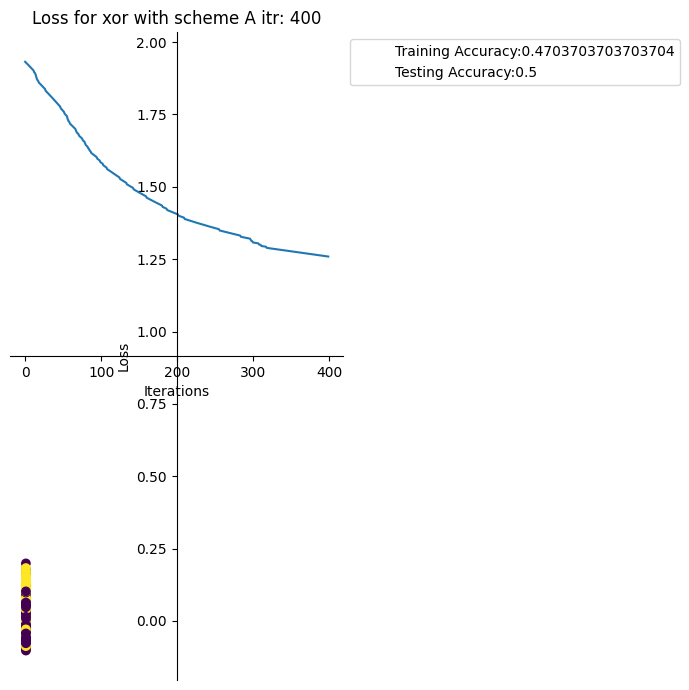 Loss for xor with scheme A itr: 400
Training Accuracy:0.4703703703703704
Testing Accuracy:0.5
2.00
1.75
1.50
1.25
1.00
Loss
0 100 200 300 400
Iterations
0.75
0.50
0.25
0.00